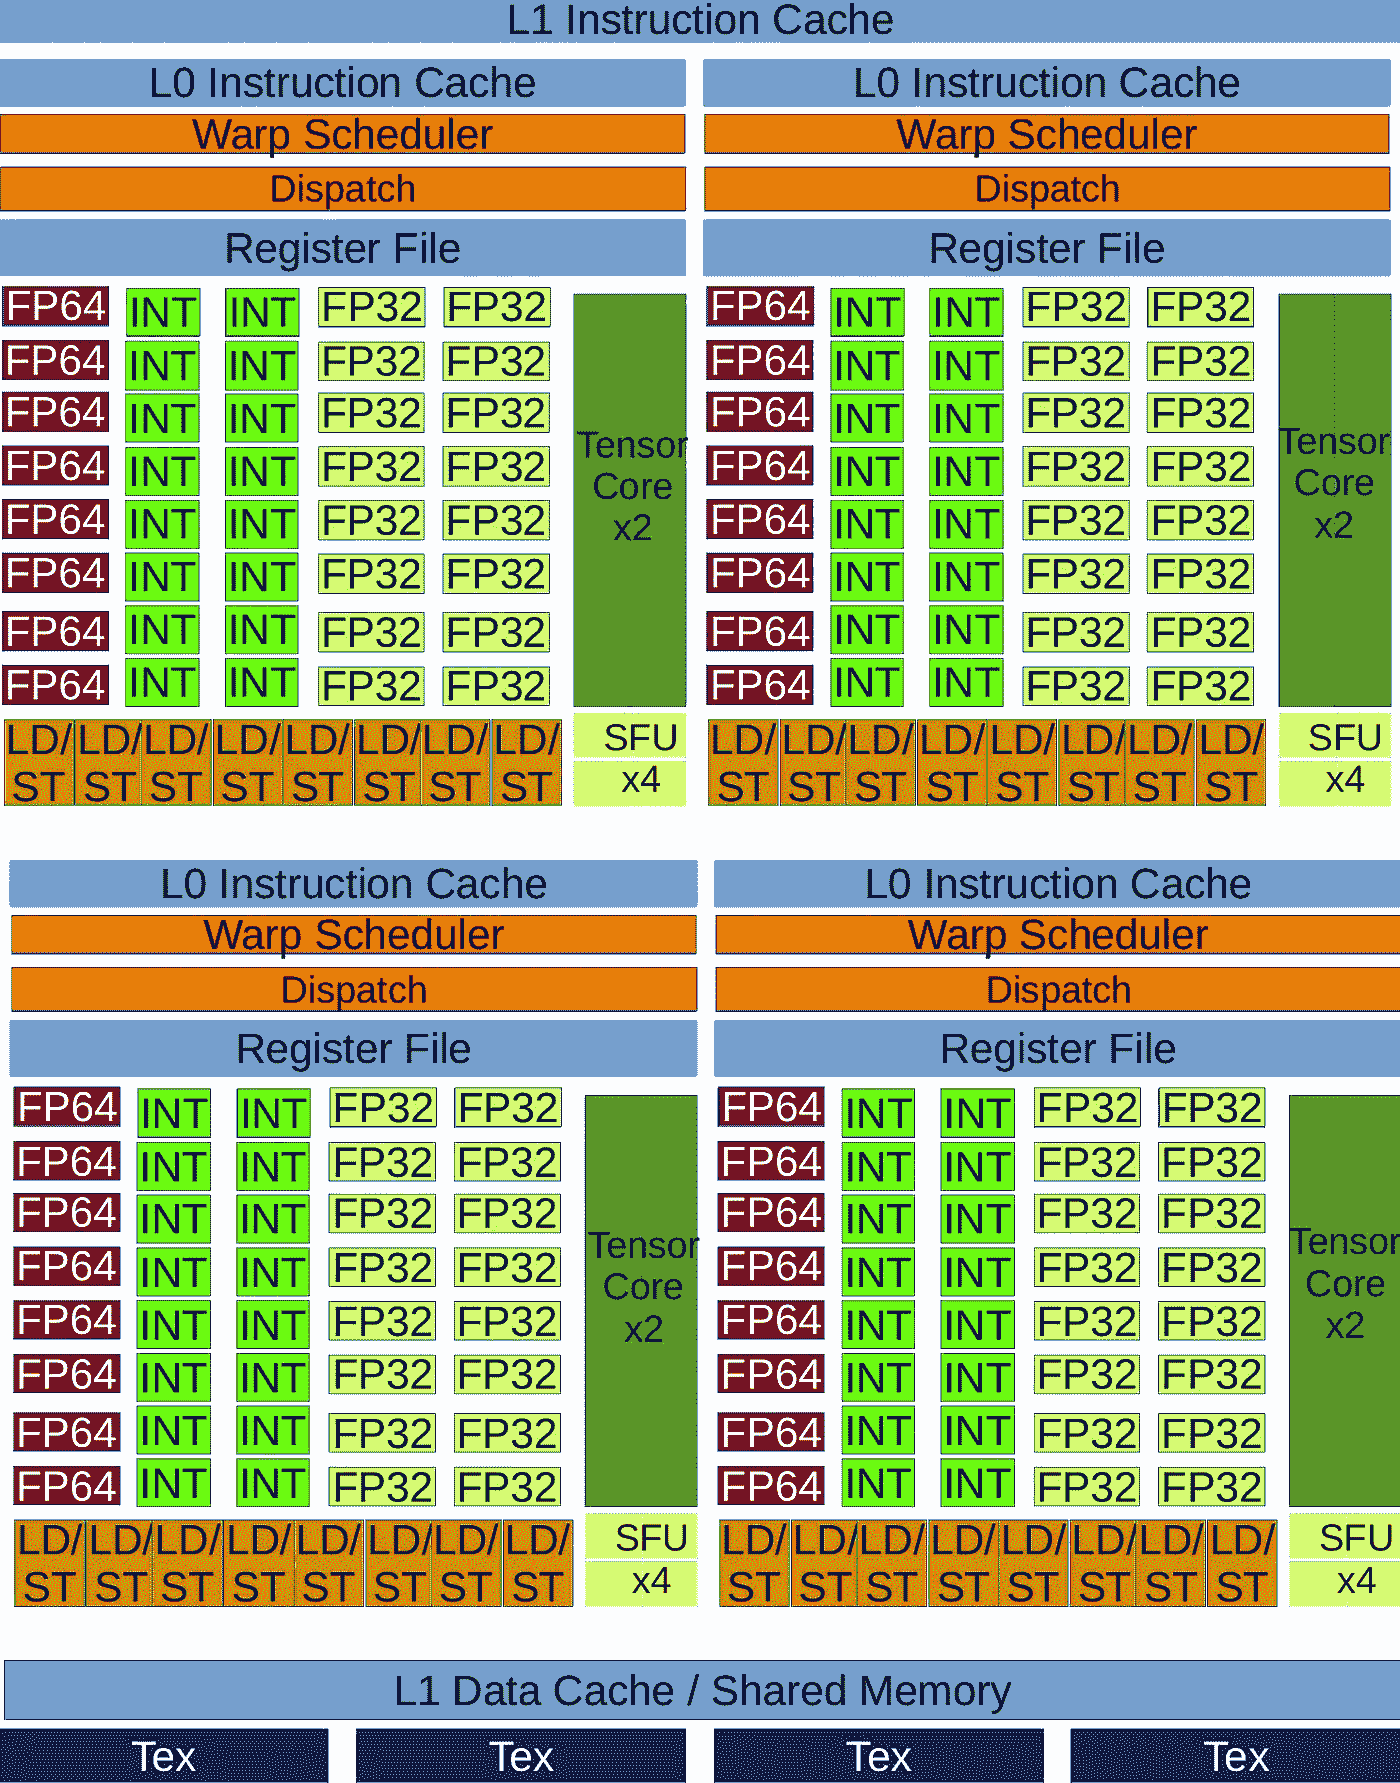 L1 Instruction Cache
L0 Instruction Cache L0 Instruction Cache
Warp Scheduler Warp Scheduler
Dispatch Dispatch
Register File Register File
FP64 INT INT FP32 FP32 FP64 INT INT FP32 FP32
FP64 INT INT FP32 FP32 FP64 INT INT FP32 FP32
FP64 INT INT FP32 FP32 FP64 INT INT FP32 FP32
Tensor Tensor
FP64 INT INT FP32 FP32 FP64 INT INT FP32 FP32
Core Core
FP64 INT INT FP32 FP32 x2 FP64 INT INT FP32 FP32 x2
FP64 INT INT FP32 FP32 FP64 INT INT FP32 FP32
FP64 INT INT FP32 FP32 FP64 INT INT FP32 FP32
FP64 INT INT FP32 FP32 FP64 INT INT FP32 FP32
LD/ LD/ LD/ LD/ LD/ LD/ LD/ LD/ SFU LD/ LD/ LD/ LD/ LD/ LD/ LD/ LD/ SFU
ST ST ST ST ST ST ST ST x4 ST ST ST ST ST ST ST ST x4
L0 Instruction Cache L0 Instruction Cache
Warp Scheduler Warp Scheduler
Dispatch Dispatch
Register File Register File
FP64 INT INT FP32 FP32 FP64 INT INT FP32 FP32
FP64 INT INT FP32 FP32 FP64 INT INT FP32 FP32
FP64 INT INT FP32 FP32 FP64 INT INT FP32 FP32
Tensor Tensor
FP64 INT INT FP32 FP32 FP64 INT INT FP32 FP32
Core Core
FP64 INT INT FP32 FP32 x2 FP64 INT INT FP32 FP32 x2
FP64 INT INT FP32 FP32 FP64 INT INT FP32 FP32
FP64 INT INT FP32 FP32 FP64 INT INT FP32 FP32
FP64 INT INT FP32 FP32 FP64 INT INT FP32 FP32
LD/ LD/ LD/ LD/ LD/ LD/ LD/ LD/ SFU LD/ LD/ LD/ LD/ LD/ LD/ LD/ LD/ SFU
ST ST ST ST ST ST ST ST x4 ST ST ST ST ST ST ST ST x4
L1 Data Cache / Shared Memory
Tex Tex Tex Tex